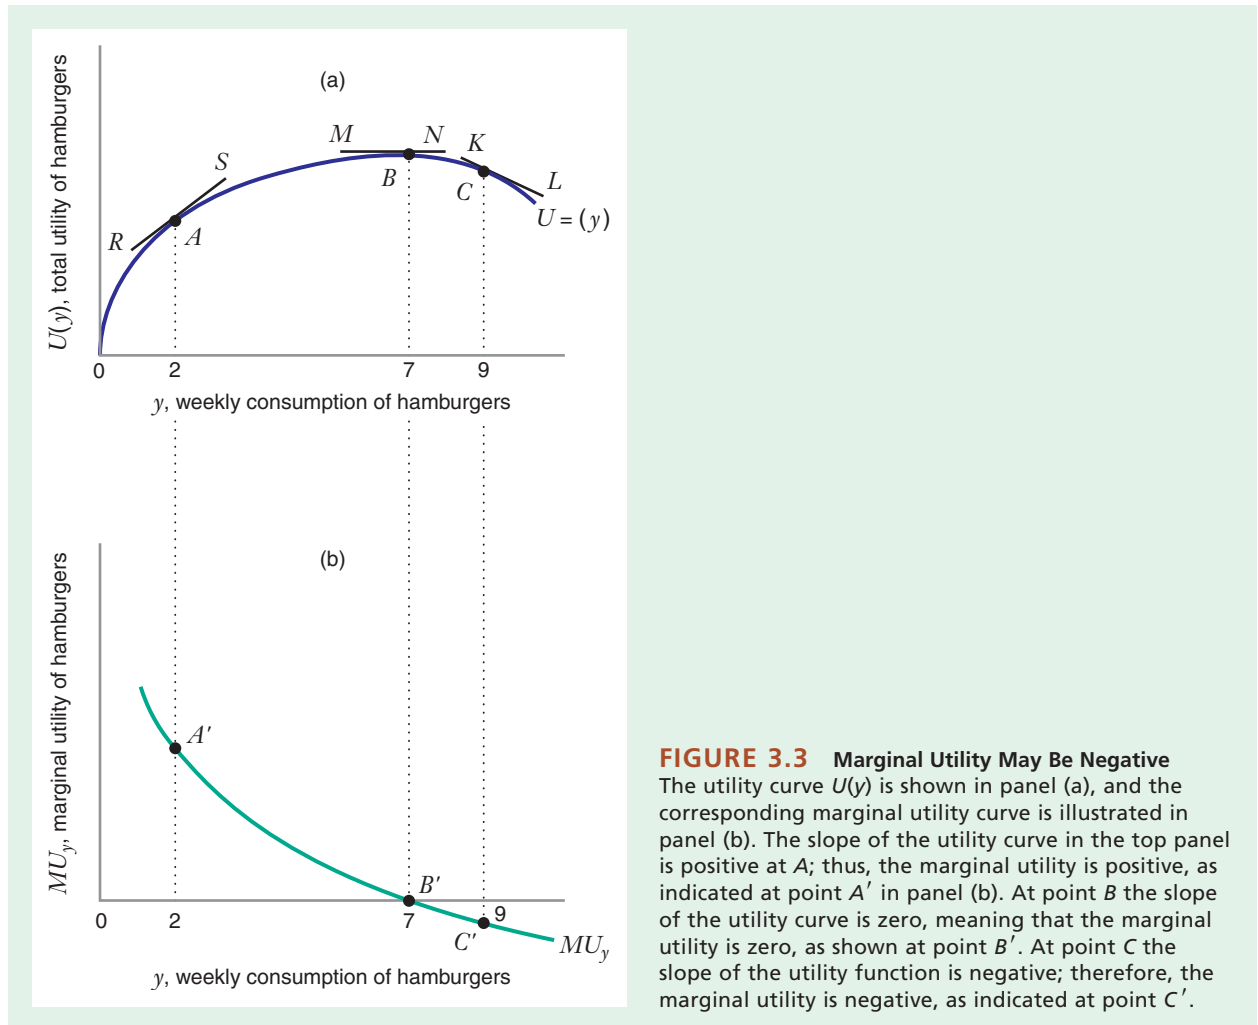 (a)
U(y), total utility of hamburgers
M N K
S
B
C
L
R
A
U = (y)
0 2 7 9
y, weekly consumption of hamburgers
(b)
MUy, marginal utility of hamburgers
A′
B′
0 2 7 9
C′
MUy
y, weekly consumption of hamburgers
FIGURE 3.3 Marginal Utility May Be Negative
The utility curve U(y) is shown in panel (a), and the
corresponding marginal utility curve is illustrated in
panel (b). The slope of the utility curve in the top panel
is positive at A; thus, the marginal utility is positive, as
indicated at point A′ in panel (b). At point B the slope
of the utility curve is zero, meaning that the marginal
utility is zero, as shown at point B′. At point C the
slope of the utility function is negative; therefore, the
marginal utility is negative, as indicated at point C′.